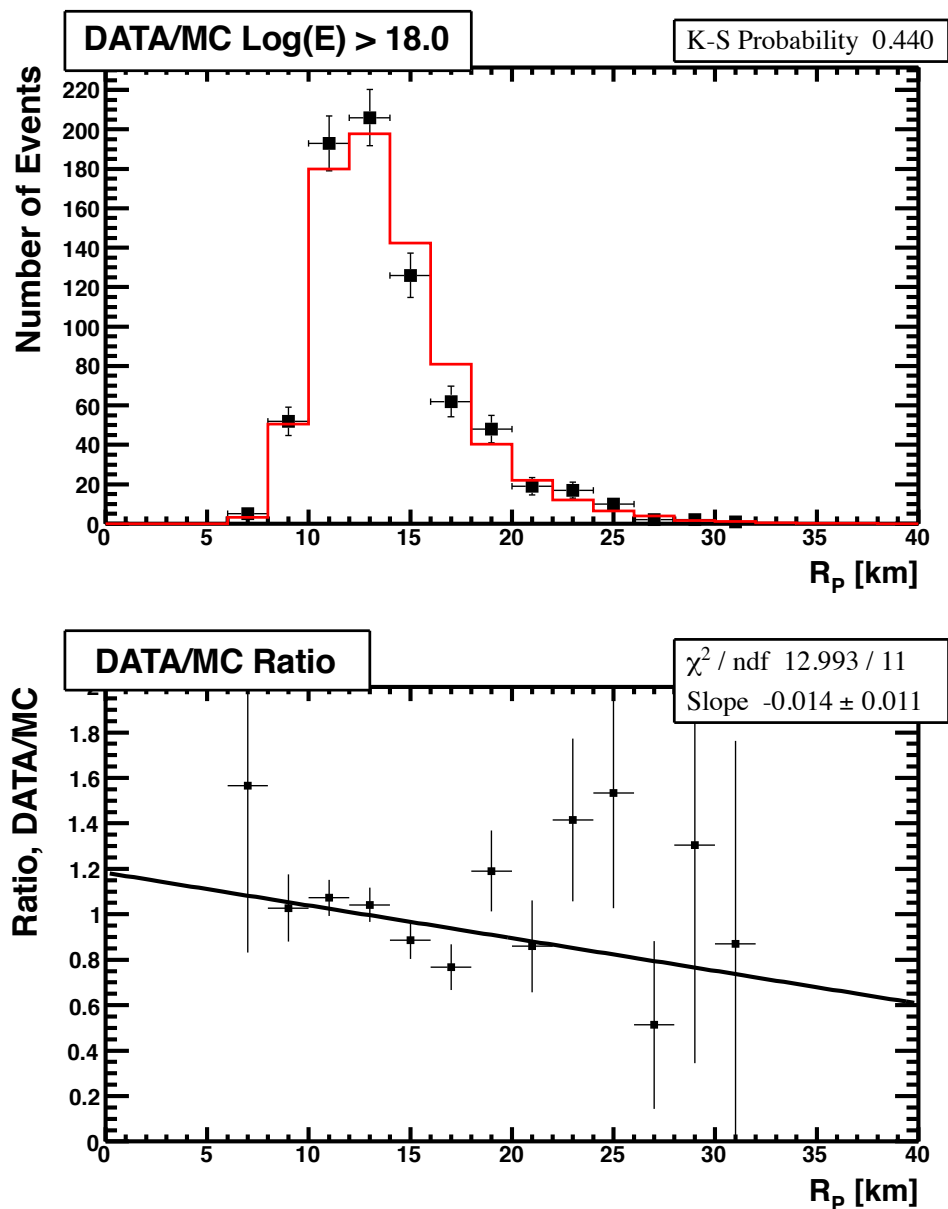 DATA/MC Log(E) > 18.0
K-S Probability 0.440
Number of Events
220
200
180
160
140
120
100
80
60
40
20
0
0 5 10 15 20 25 30 35 40
R_P [km]
DATA/MC Ratio
χ² / ndf 12.993 / 11
Slope -0.014 ± 0.011
Ratio, DATA/MC
2
1.8
1.6
1.4
1.2
1
0.8
0.6
0.4
0.2
0
0 5 10 15 20 25 30 35 40
R_P [km]